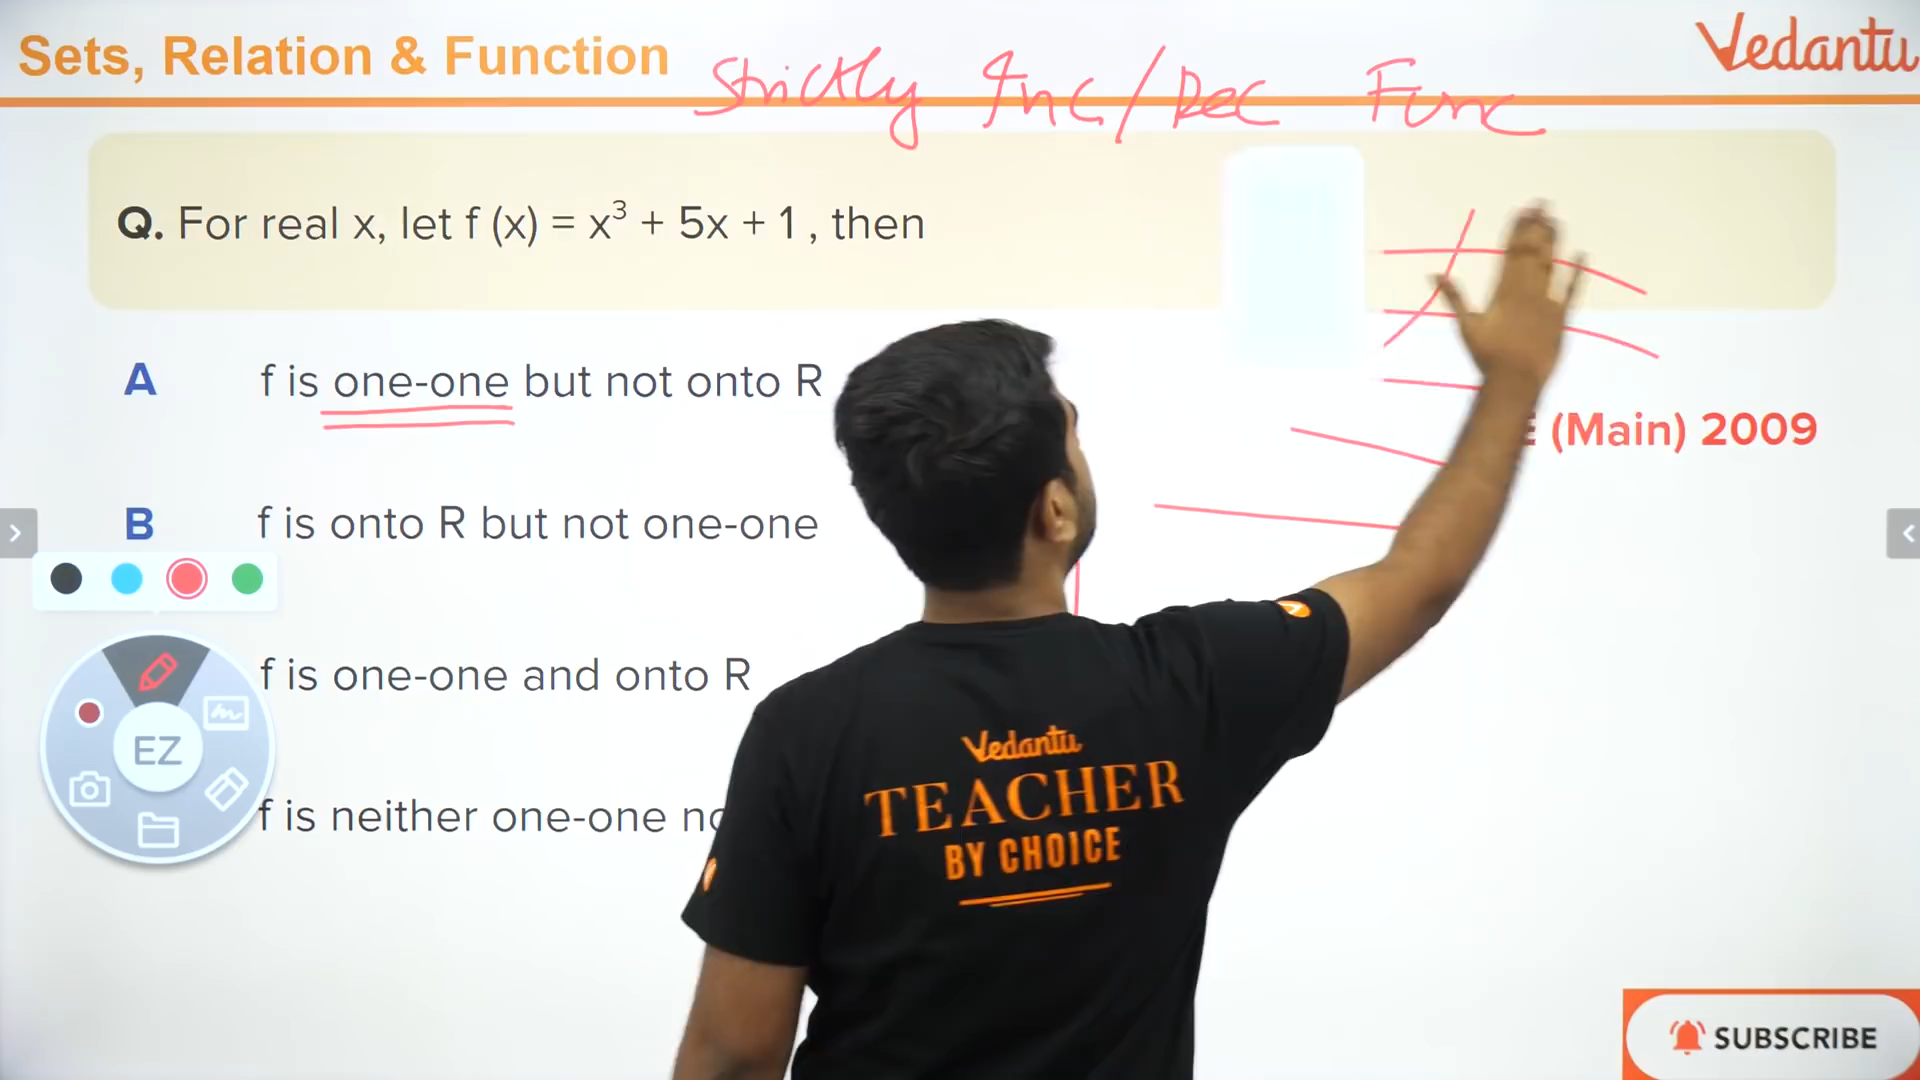 Sets, Relation & Function
Vedantu
Strictly Inc/Dec Func
Q. For real x, let f (x) = x³ + 5x + 1 , then
A f is one-one but not onto R
(Main) 2009
B f is onto R but not one-one
f is one-one and onto R
EZ
f is neither one-one
Vedantu
TEACHER
BY CHOICE
SUBSCRIBE